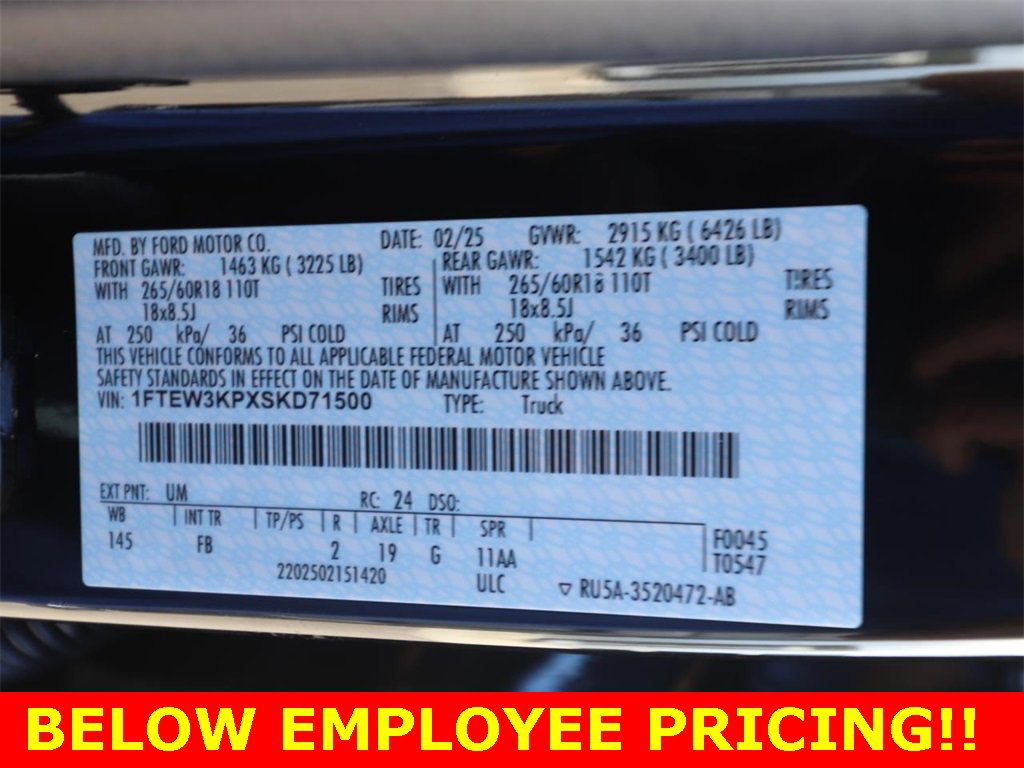 MFD. BY FORD MOTOR CO. DATE: 02/25 GVWR: 2915 KG ( 6426 LB)
FRONT GAWR: 1463 KG ( 3225 LB) REAR GAWR: 1542 KG ( 3400 LB)
WITH 265/60R18 110T TIRES WITH 265/60R18 110T TIRES
18x8.5J RIMS 18x8.5J RIMS
AT 250 kPa/ 36 PSI COLD AT 250 kPa/ 36 PSI COLD
THIS VEHICLE CONFORMS TO ALL APPLICABLE FEDERAL MOTOR VEHICLE
SAFETY STANDARDS IN EFFECT ON THE DATE OF MANUFACTURE SHOWN ABOVE.
VIN: 1FTEW3KPXSKD71500 TYPE: Truck
EXT PNT: UM RC: 24 DSO:
WB INT TR TP/PS R AXLE TR SPR F0045
145 FB 2 19 G 11AA T0547
2202502151420 ULC ▽ RU5A-3520472-AB
BELOW EMPLOYEE PRICING!!